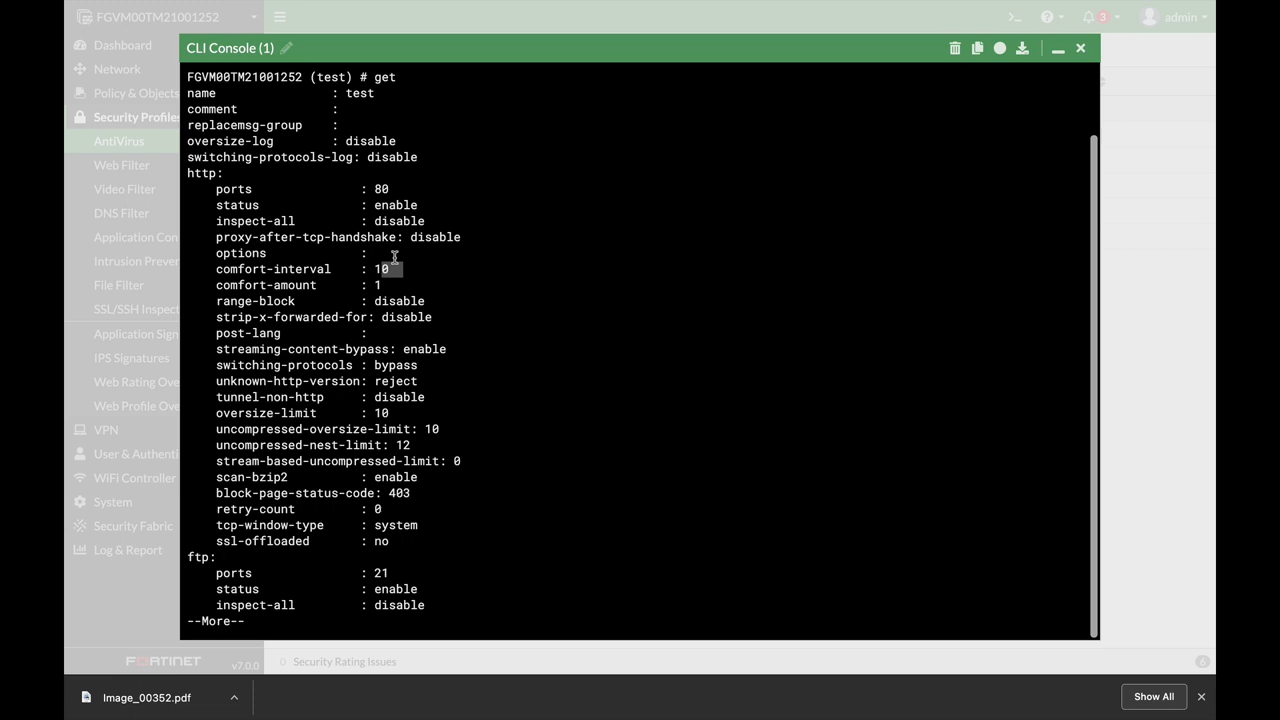 FGVM00TM21001252
>_
3
admin
Dashboard
Network
Policy & Objects
Security Profiles
AntiVirus
Web Filter
Video Filter
DNS Filter
Application Con
Intrusion Preven
File Filter
SSL/SSH Inspect
Application Sign
IPS Signatures
Web Rating Ove
Web Profile Ove
VPN
User & Authenti
WiFi Controller
System
Security Fabric
Log & Report
FORTINET v7.0.0
CLI Console (1)
FGVM00TM21001252 (test) # get
name                : test
comment             :
replacemsg-group    :
oversize-log        : disable
switching-protocols-log: disable
http:
    ports               : 80
    status              : enable
    inspect-all         : disable
    proxy-after-tcp-handshake: disable
    options             :
    comfort-interval    : 10
    comfort-amount      : 1
    range-block         : disable
    strip-x-forwarded-for: disable
    post-lang           :
    streaming-content-bypass: enable
    switching-protocols : bypass
    unknown-http-version: reject
    tunnel-non-http     : disable
    oversize-limit      : 10
    uncompressed-oversize-limit: 10
    uncompressed-nest-limit: 12
    stream-based-uncompressed-limit: 0
    scan-bzip2          : enable
    block-page-status-code: 403
    retry-count         : 0
    tcp-window-type     : system
    ssl-offloaded       : no
ftp:
    ports               : 21
    status              : enable
    inspect-all         : disable
--More--
0 Security Rating Issues
Image_00352.pdf
Show All